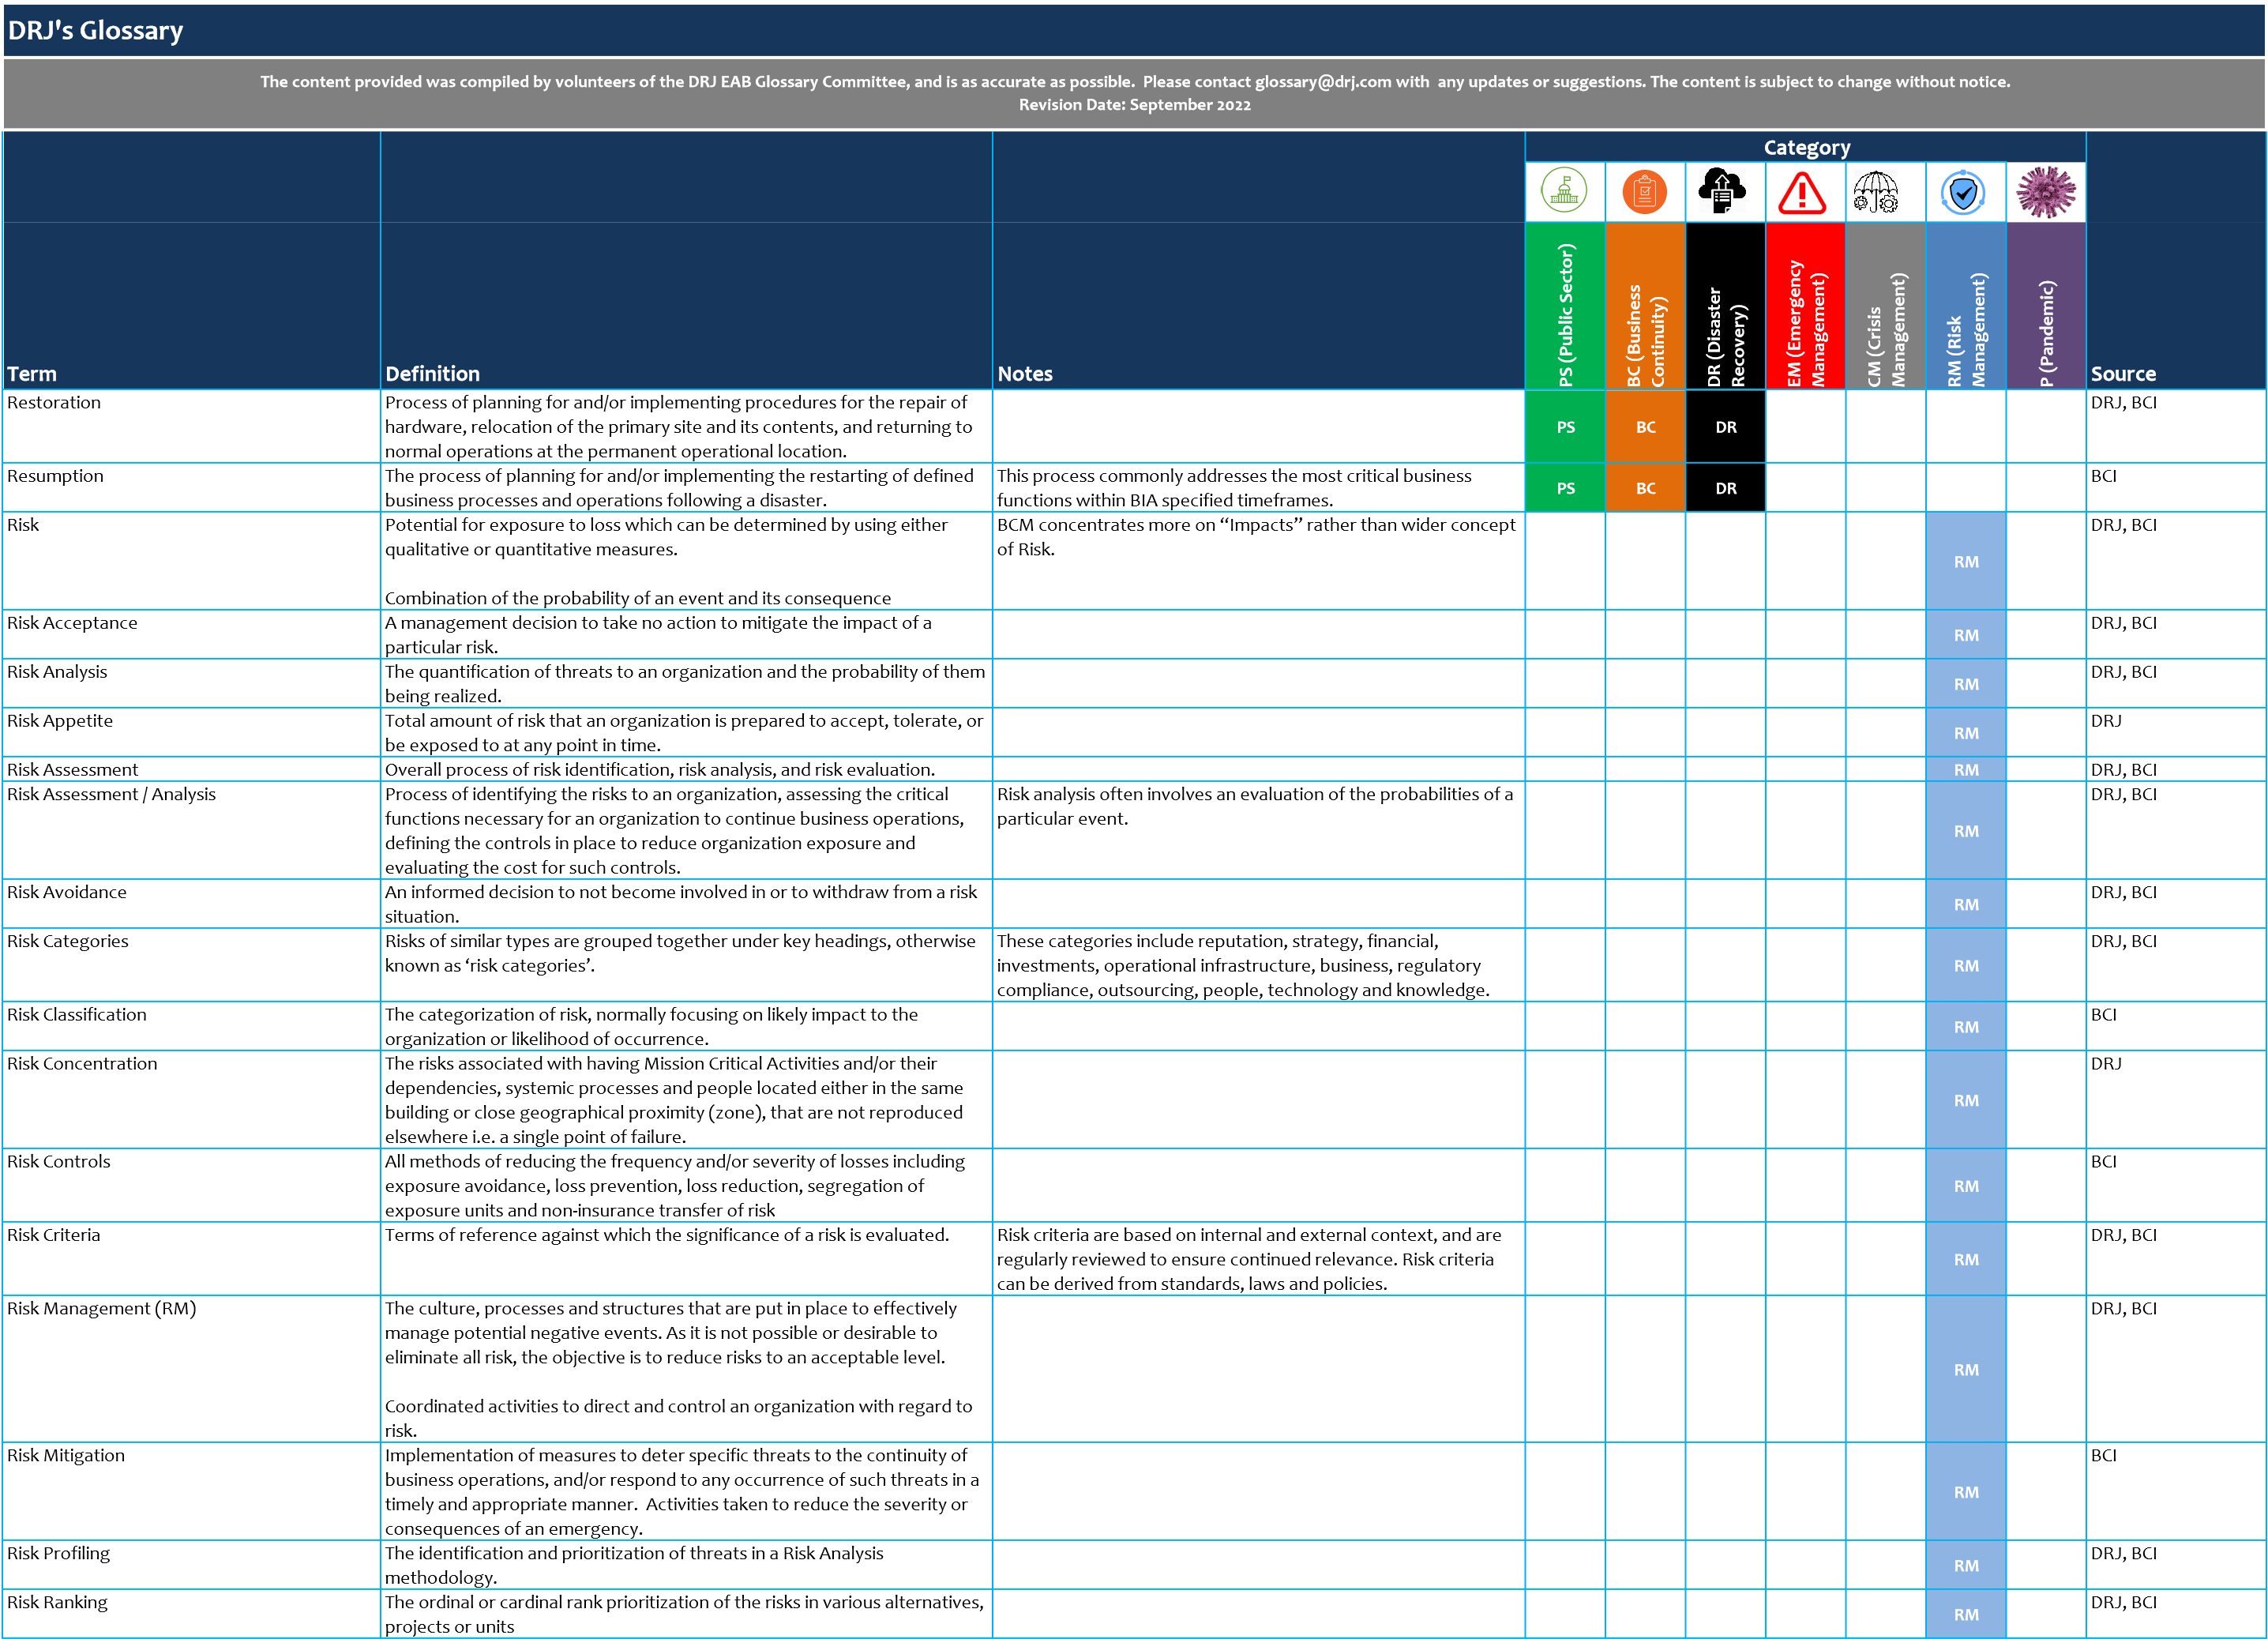 DRJ's Glossary
The content provided was compiled by volunteers of the DRJ EAB Glossary Committee, and is as accurate as possible.  Please contact glossary@drj.com with  any updates or suggestions. The content is subject to change without notice.
Revision Date: September 2022
Category
Term
Definition
Notes
PS (Public Sector)
BC (Business
Continuity)
DR (Disaster
Recovery)
EM (Emergency
Management)
CM (Crisis
Management)
RM (Risk
Management)
P (Pandemic)
Source
Restoration
Process of planning for and/or implementing procedures for the repair of
hardware, relocation of the primary site and its contents, and returning to
normal operations at the permanent operational location.
PS
BC
DR
DRJ, BCI
Resumption
The process of planning for and/or implementing the restarting of defined
business processes and operations following a disaster.
This process commonly addresses the most critical business
functions within BIA specified timeframes.
PS
BC
DR
BCI
Risk
Potential for exposure to loss which can be determined by using either
qualitative or quantitative measures.
Combination of the probability of an event and its consequence
BCM concentrates more on “Impacts” rather than wider concept
of Risk.
RM
DRJ, BCI
Risk Acceptance
A management decision to take no action to mitigate the impact of a
particular risk.
RM
DRJ, BCI
Risk Analysis
The quantification of threats to an organization and the probability of them
being realized.
RM
DRJ, BCI
Risk Appetite
Total amount of risk that an organization is prepared to accept, tolerate, or
be exposed to at any point in time.
RM
DRJ
Risk Assessment
Overall process of risk identification, risk analysis, and risk evaluation.
RM
DRJ, BCI
Risk Assessment / Analysis
Process of identifying the risks to an organization, assessing the critical
functions necessary for an organization to continue business operations,
defining the controls in place to reduce organization exposure and
evaluating the cost for such controls.
Risk analysis often involves an evaluation of the probabilities of a
particular event.
RM
DRJ, BCI
Risk Avoidance
An informed decision to not become involved in or to withdraw from a risk
situation.
RM
DRJ, BCI
Risk Categories
Risks of similar types are grouped together under key headings, otherwise
known as ‘risk categories’.
These categories include reputation, strategy, financial,
investments, operational infrastructure, business, regulatory
compliance, outsourcing, people, technology and knowledge.
RM
DRJ, BCI
Risk Classification
The categorization of risk, normally focusing on likely impact to the
organization or likelihood of occurrence.
RM
BCI
Risk Concentration
The risks associated with having Mission Critical Activities and/or their
dependencies, systemic processes and people located either in the same
building or close geographical proximity (zone), that are not reproduced
elsewhere i.e. a single point of failure.
RM
DRJ
Risk Controls
All methods of reducing the frequency and/or severity of losses including
exposure avoidance, loss prevention, loss reduction, segregation of
exposure units and non-insurance transfer of risk
RM
BCI
Risk Criteria
Terms of reference against which the significance of a risk is evaluated.
Risk criteria are based on internal and external context, and are
regularly reviewed to ensure continued relevance. Risk criteria
can be derived from standards, laws and policies.
RM
DRJ, BCI
Risk Management (RM)
The culture, processes and structures that are put in place to effectively
manage potential negative events. As it is not possible or desirable to
eliminate all risk, the objective is to reduce risks to an acceptable level.
Coordinated activities to direct and control an organization with regard to
risk.
RM
DRJ, BCI
Risk Mitigation
Implementation of measures to deter specific threats to the continuity of
business operations, and/or respond to any occurrence of such threats in a
timely and appropriate manner.  Activities taken to reduce the severity or
consequences of an emergency.
RM
BCI
Risk Profiling
The identification and prioritization of threats in a Risk Analysis
methodology.
RM
DRJ, BCI
Risk Ranking
The ordinal or cardinal rank prioritization of the risks in various alternatives,
projects or units
RM
DRJ, BCI